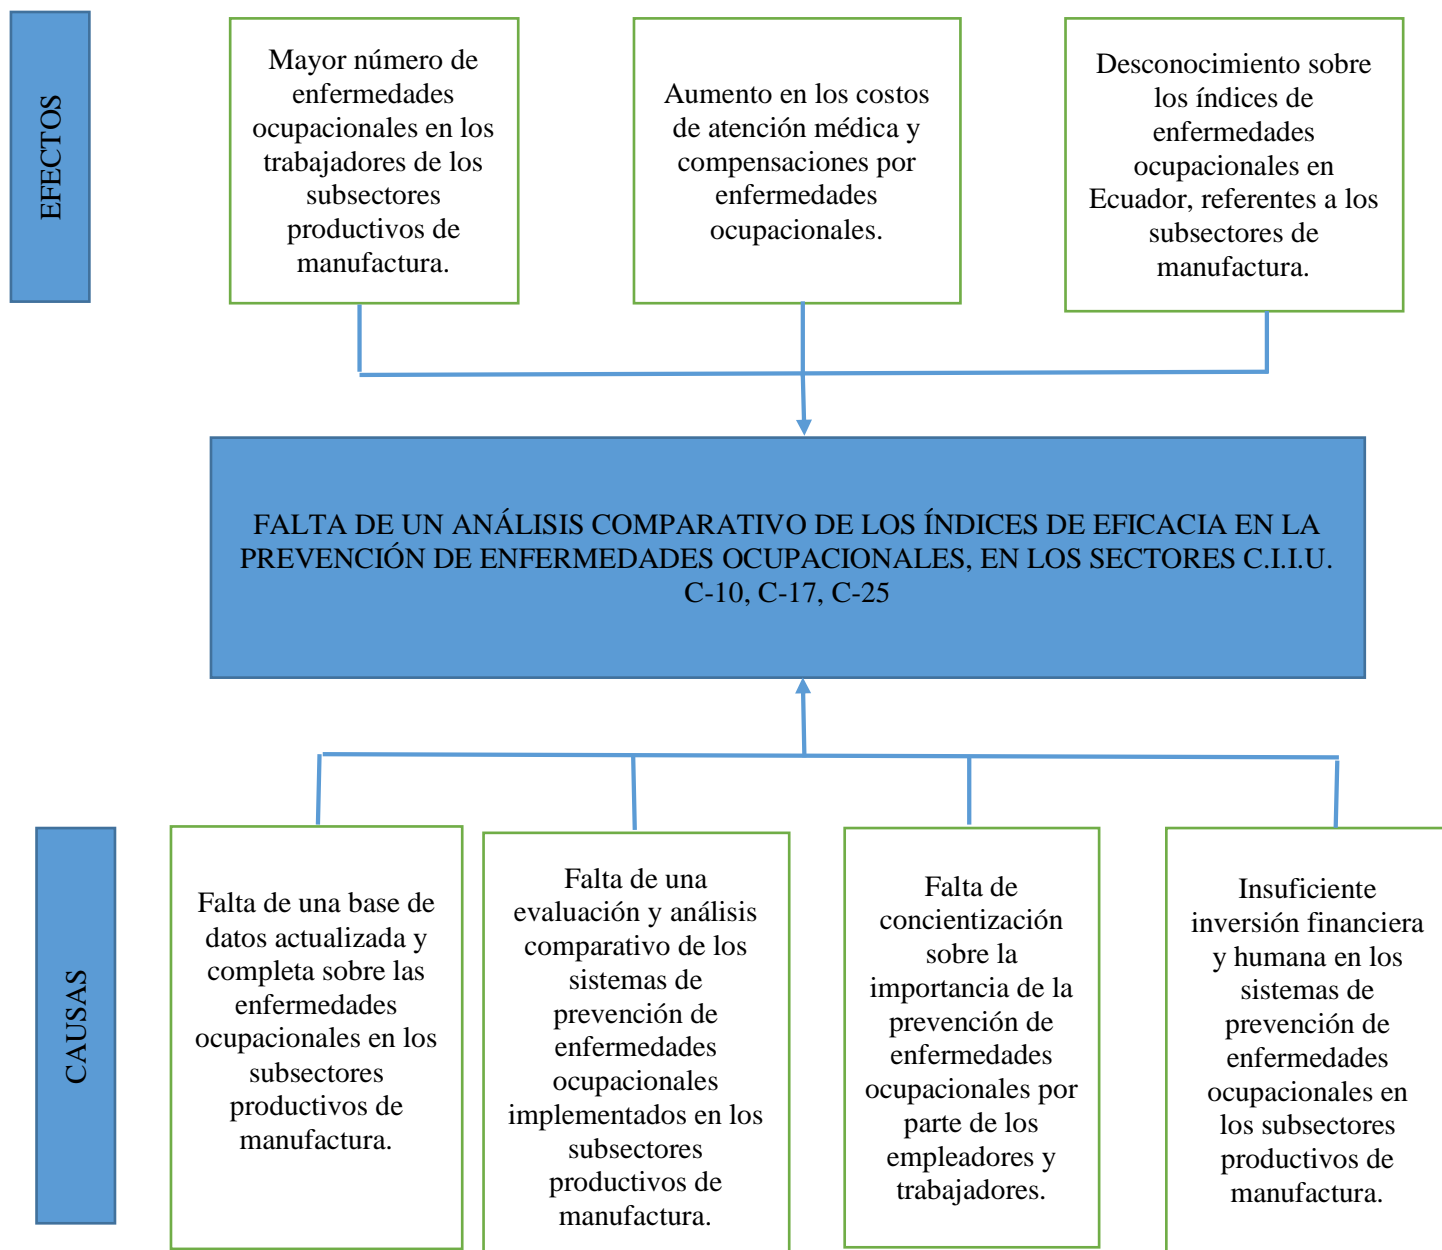 EFECTOS
Mayor número de
enfermedades
ocupacionales en los
trabajadores de los
subsectores
productivos de
manufactura.
Aumento en los costos
de atención médica y
compensaciones por
enfermedades
ocupacionales.
Desconocimiento sobre
los índices de
enfermedades
ocupacionales en
Ecuador, referentes a los
subsectores de
manufactura.
FALTA DE UN ANÁLISIS COMPARATIVO DE LOS ÍNDICES DE EFICACIA EN LA
PREVENCIÓN DE ENFERMEDADES OCUPACIONALES, EN LOS SECTORES C.I.I.U.
C-10, C-17, C-25
CAUSAS
Falta de una base de
datos actualizada y
completa sobre las
enfermedades
ocupacionales en los
subsectores
productivos de
manufactura.
Falta de una
evaluación y análisis
comparativo de los
sistemas de
prevención de
enfermedades
ocupacionales
implementados en los
subsectores
productivos de
manufactura.
Falta de
concientización
sobre la
importancia de la
prevención de
enfermedades
ocupacionales por
parte de los
empleadores y
trabajadores.
Insuficiente
inversión financiera
y humana en los
sistemas de
prevención de
enfermedades
ocupacionales en
los subsectores
productivos de
manufactura.